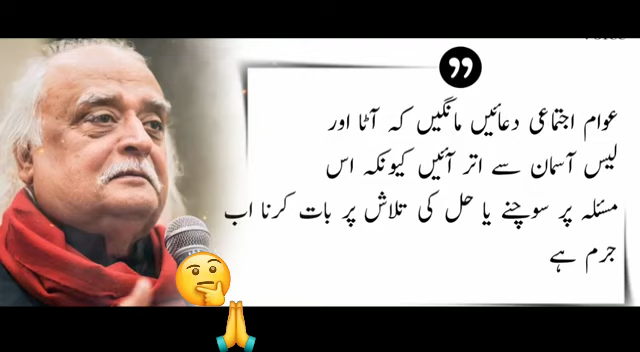 عوام اجتماعی دعائیں مانگیں کہ آٹا اور
لیس آسمان سے اتر آئیں کیونکہ اس
مسئلہ پر سوچنے یا حل کی تلاش پر بات کرنا اب
جرم ہے